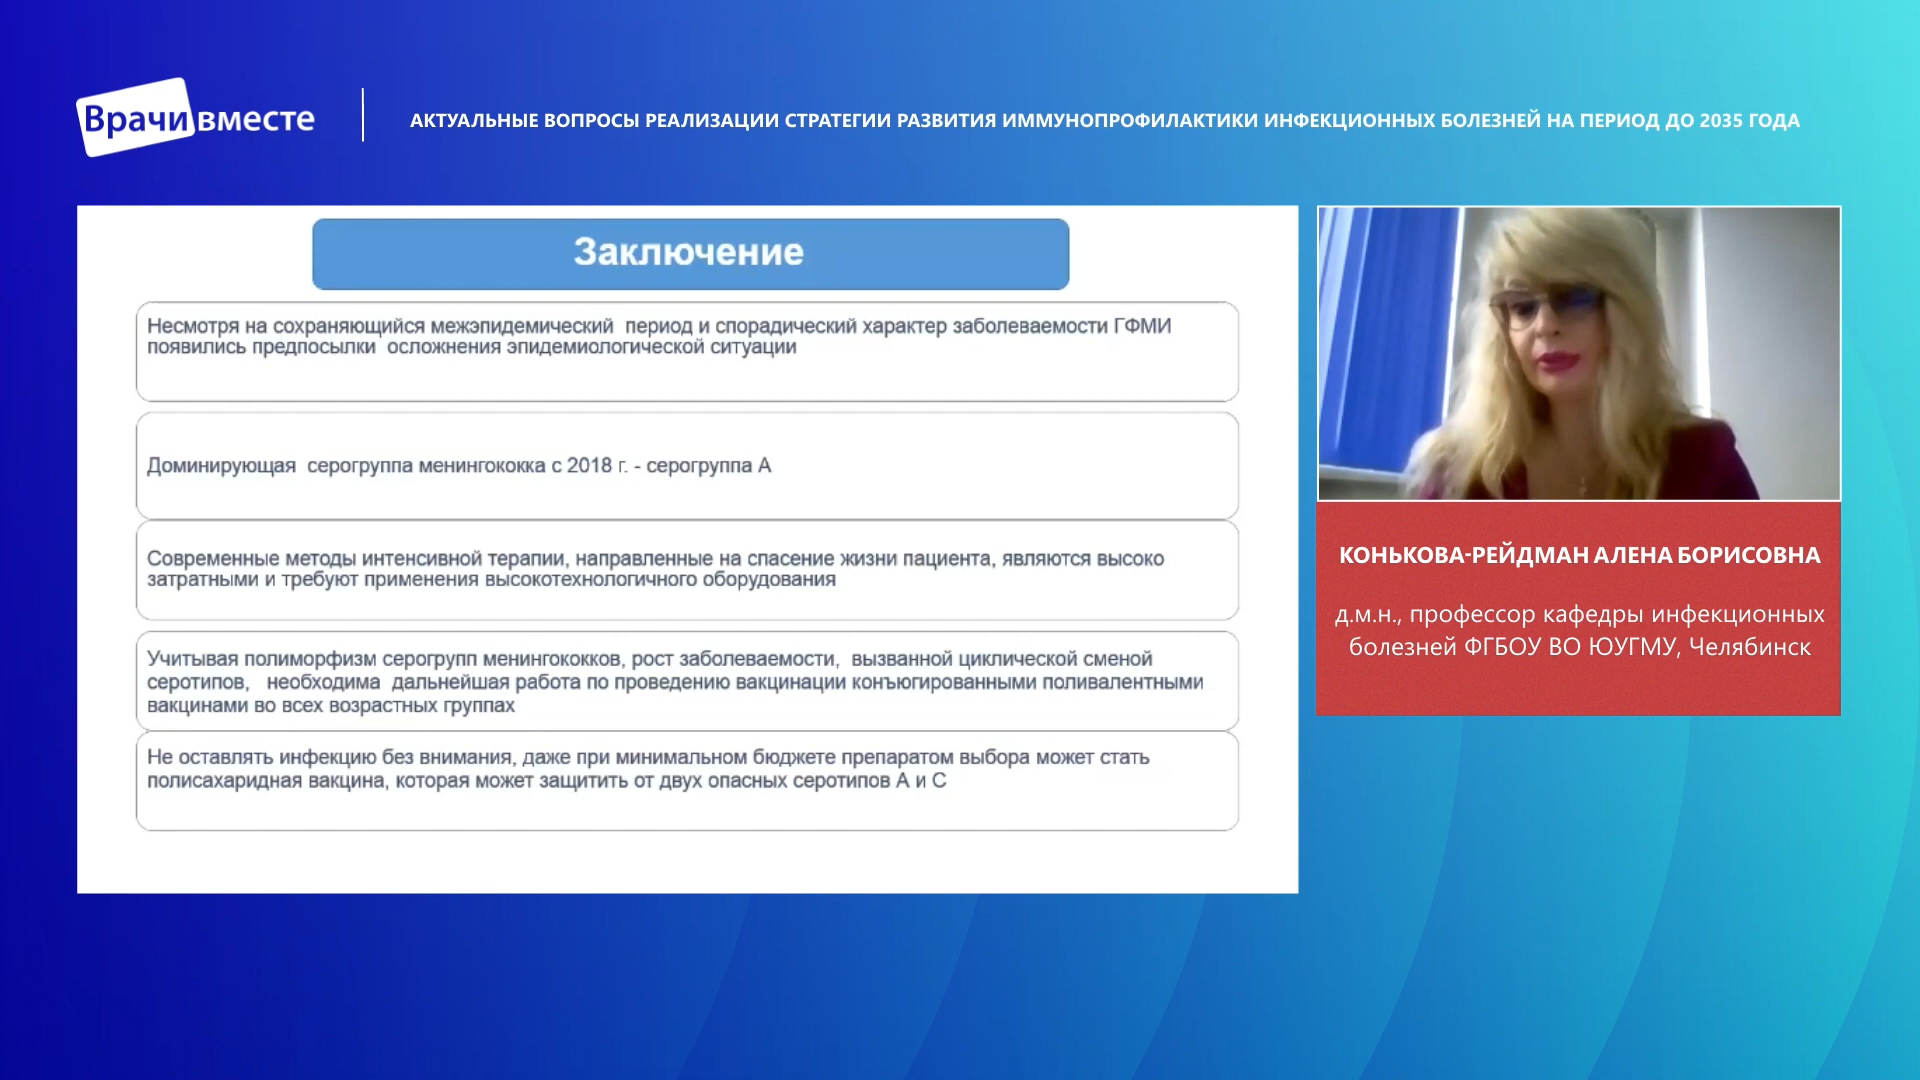 Врачи вместе
АКТУАЛЬНЫЕ ВОПРОСЫ РЕАЛИЗАЦИИ СТРАТЕГИИ РАЗВИТИЯ ИММУНОПРОФИЛАКТИКИ ИНФЕКЦИОННЫХ БОЛЕЗНЕЙ НА ПЕРИОД ДО 2035 ГОДА
Заключение
Несмотря на сохраняющийся межэпидемический период и спорадический характер заболеваемости ГФМИ
появились предпосылки осложнения эпидемиологической ситуации
Доминирующая серогруппа менингококка с 2018 г. - серогруппа А
Современные методы интенсивной терапии, направленные на спасение жизни пациента, являются высоко
затратными и требуют применения высокотехнологичного оборудования
Учитывая полиморфизм серогрупп менингококков, рост заболеваемости, вызванной циклической сменой
серотипов, необходима дальнейшая работа по проведению вакцинации конъюгированными поливалентными
вакцинами во всех возрастных группах
Не оставлять инфекцию без внимания, даже при минимальном бюджете препаратом выбора может стать
полисахаридная вакцина, которая может защитить от двух опасных серотипов А и С
КОНЬКОВА-РЕЙДМАН АЛЕНА БОРИСОВНА
д.м.н., профессор кафедры инфекционных
болезней ФГБОУ ВО ЮУГМУ, Челябинск